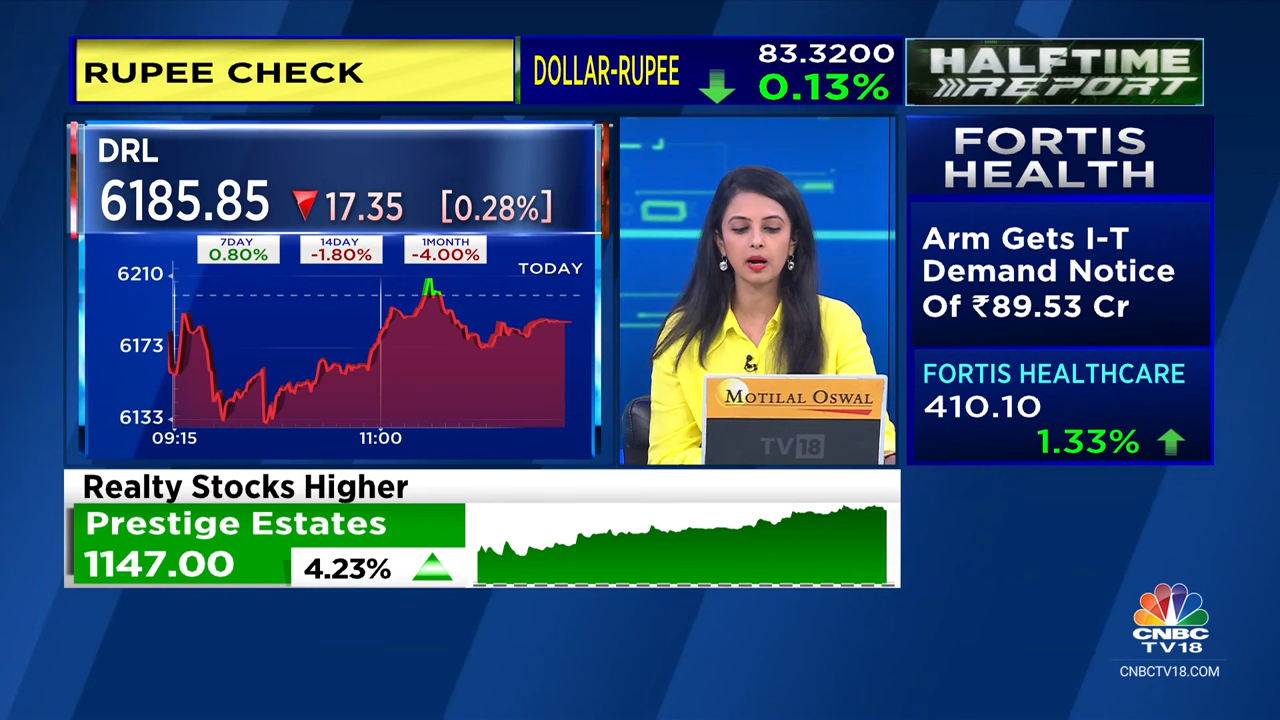 RUPEE CHECK
DOLLAR-RUPEE
83.3200
0.13%
HALFTIME
REPORT
DRL
6185.85 17.35 [0.28%]
7DAY
0.80%
14DAY
-1.80%
1MONTH
-4.00%
TODAY
6210
6173
6133
09:15 11:00
MOTILAL OSWAL
TV18
FORTIS
HEALTH
Arm Gets I-T
Demand Notice
Of ₹89.53 Cr
FORTIS HEALTHCARE
410.10
1.33%
Realty Stocks Higher
Prestige Estates
1147.00 4.23%
CNBC
TV18
CNBCTV18.COM